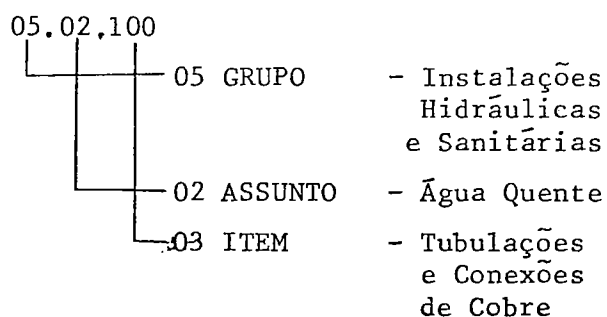 05.02.100
05 GRUPO - Instalações
Hidráulicas
e Sanitárias
02 ASSUNTO - Água Quente
03 ITEM - Tubulações
e Conexões
de Cobre